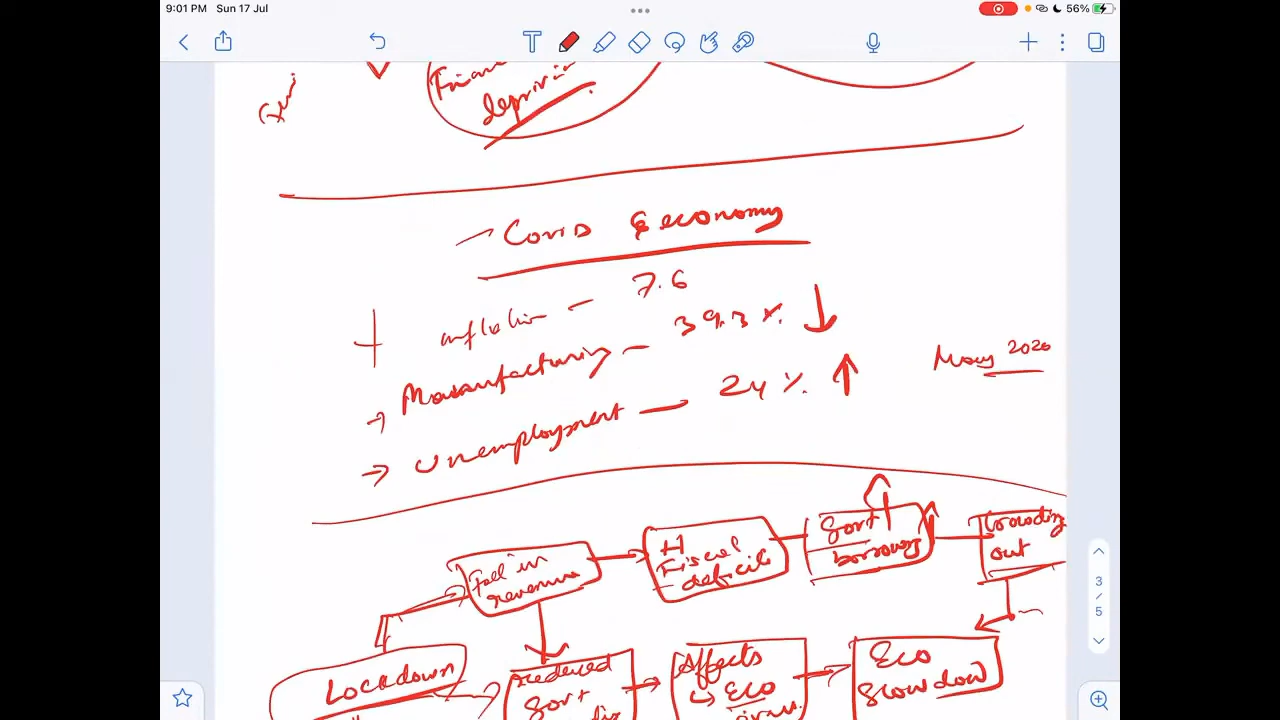 9:01 PM Sun 17 Jul
56%
deprivin
Covid & economy
inflation - 7.6
Manufacturing - 39.3%
Unemployment - 24%
May 2020
3
/
5
Fall in
revenue
H
Fiscal
deficit
Govt
borrowing
Crowding
out
Lockdown
reduced
Govt
Affects
Eco
Eco
slowdown